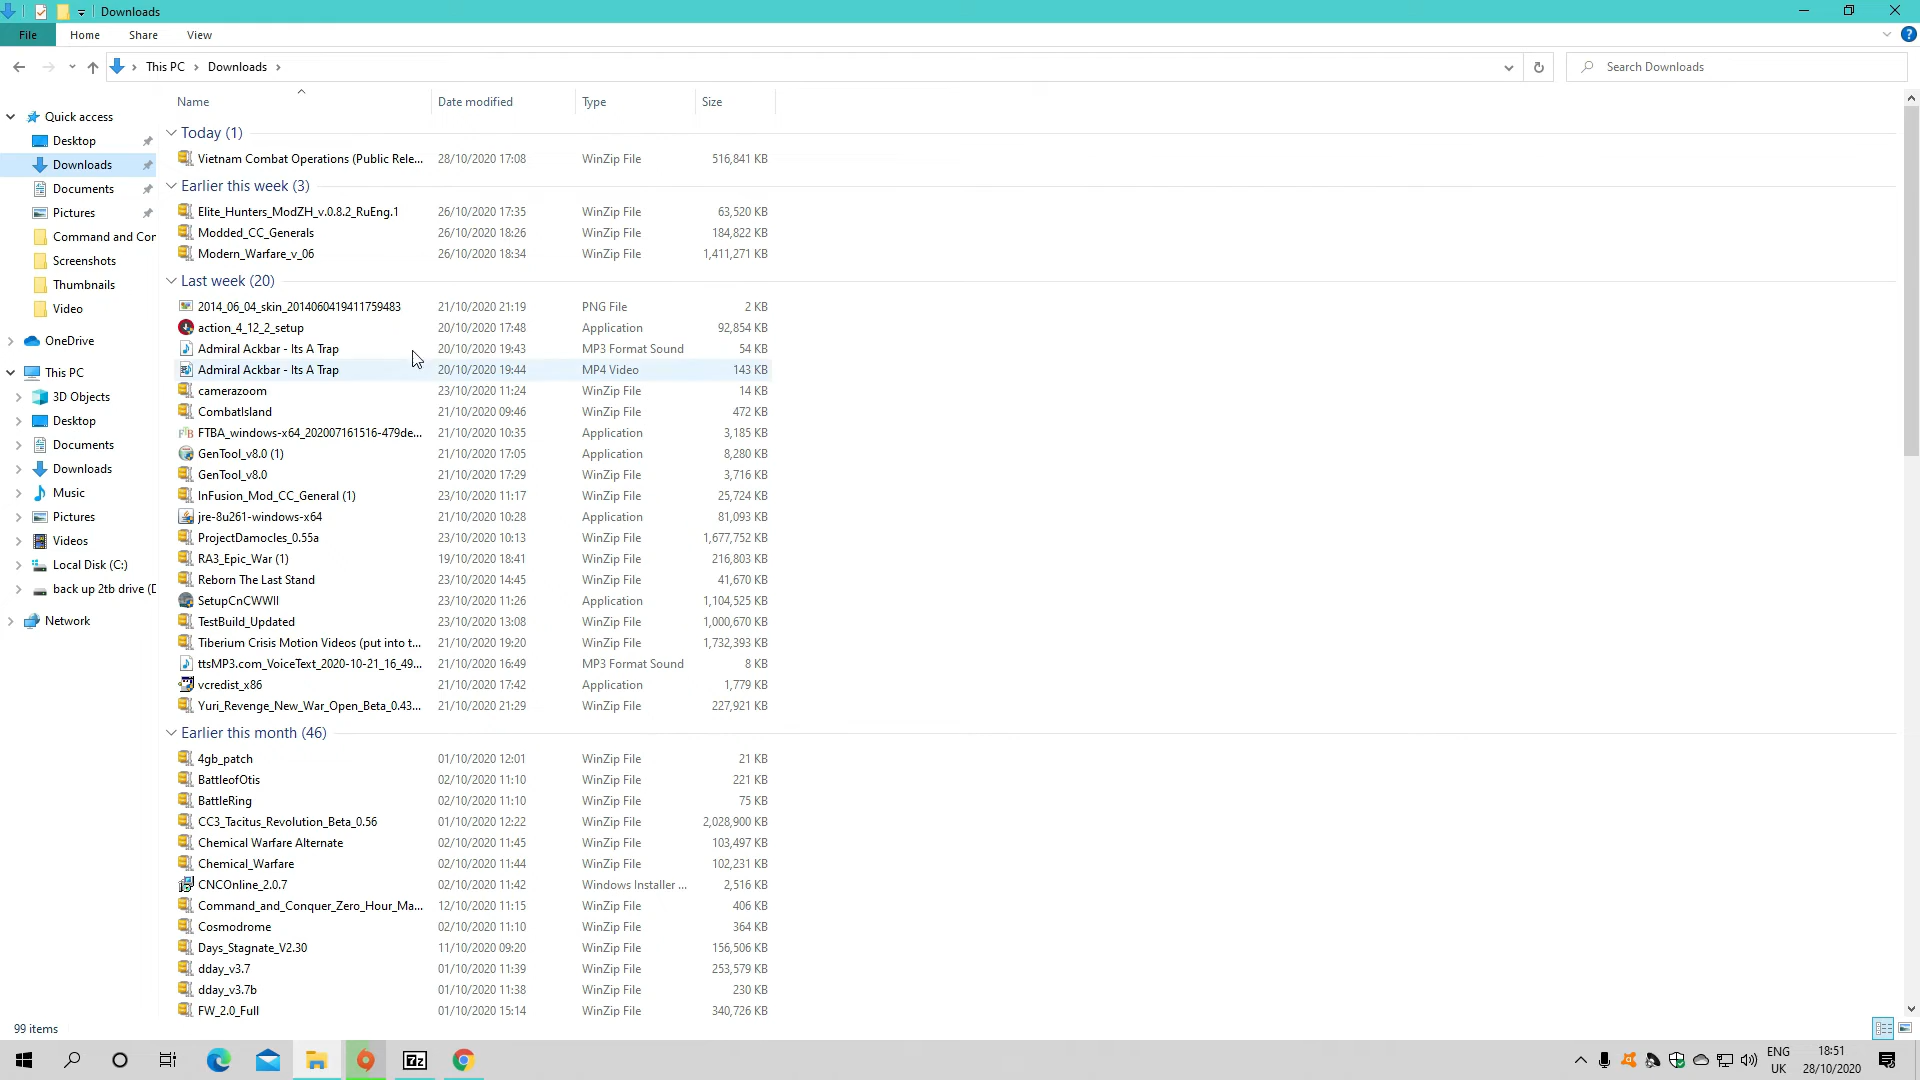 Downloads
File Home Share View
This PC Downloads Search Downloads
Name Date modified Type Size
Quick access
Desktop
Downloads
Documents
Pictures
Command and Cor
Screenshots
Thumbnails
Video
OneDrive
This PC
3D Objects
Desktop
Documents
Downloads
Music
Pictures
Videos
Local Disk (C:)
back up 2tb drive (D
Network
Today (1)
Vietnam Combat Operations (Public Rele... 28/10/2020 17:08 WinZip File 516,841 KB
Earlier this week (3)
Elite_Hunters_ModZH_v.0.8.2_RuEng.1 26/10/2020 17:35 WinZip File 63,520 KB
Modded_CC_Generals 26/10/2020 18:26 WinZip File 184,822 KB
Modern_Warfare_v_06 26/10/2020 18:34 WinZip File 1,411,271 KB
Last week (20)
2014_06_04_skin_2014060419411759483 21/10/2020 21:19 PNG File 2 KB
action_4_12_2_setup 20/10/2020 17:48 Application 92,854 KB
Admiral Ackbar - Its A Trap 20/10/2020 19:43 MP3 Format Sound 54 KB
Admiral Ackbar - Its A Trap 20/10/2020 19:44 MP4 Video 143 KB
camerazoom 23/10/2020 11:24 WinZip File 14 KB
CombatIsland 21/10/2020 09:46 WinZip File 472 KB
FTBA_windows-x64_202007161516-479de... 21/10/2020 10:35 Application 3,185 KB
GenTool_v8.0 (1) 21/10/2020 17:05 Application 8,280 KB
GenTool_v8.0 21/10/2020 17:29 WinZip File 3,716 KB
InFusion_Mod_CC_General (1) 23/10/2020 11:17 WinZip File 25,724 KB
jre-8u261-windows-x64 21/10/2020 10:28 Application 81,093 KB
ProjectDamocles_0.55a 23/10/2020 10:13 WinZip File 1,677,752 KB
RA3_Epic_War (1) 19/10/2020 18:41 WinZip File 216,803 KB
Reborn The Last Stand 23/10/2020 14:45 WinZip File 41,670 KB
SetupCnCWWII 23/10/2020 11:26 Application 1,104,525 KB
TestBuild_Updated 23/10/2020 13:08 WinZip File 1,000,670 KB
Tiberium Crisis Motion Videos (put into t... 21/10/2020 19:20 WinZip File 1,732,393 KB
ttsMP3.com_VoiceText_2020-10-21_16_49... 21/10/2020 16:49 MP3 Format Sound 8 KB
vcredist_x86 21/10/2020 17:42 Application 1,779 KB
Yuri_Revenge_New_War_Open_Beta_0.43... 21/10/2020 21:29 WinZip File 227,921 KB
Earlier this month (46)
4gb_patch 01/10/2020 12:01 WinZip File 21 KB
BattleofOtis 02/10/2020 11:10 WinZip File 221 KB
BattleRing 02/10/2020 11:10 WinZip File 75 KB
CC3_Tacitus_Revolution_Beta_0.56 01/10/2020 12:22 WinZip File 2,028,900 KB
Chemical Warfare Alternate 02/10/2020 11:45 WinZip File 103,497 KB
Chemical_Warfare 02/10/2020 11:44 WinZip File 102,231 KB
CNCOnline_2.0.7 02/10/2020 11:42 Windows Installer ... 2,516 KB
Command_and_Conquer_Zero_Hour_Ma... 12/10/2020 11:15 WinZip File 406 KB
Cosmodrome 02/10/2020 11:10 WinZip File 364 KB
Days_Stagnate_V2.30 11/10/2020 09:20 WinZip File 156,506 KB
dday_v3.7 01/10/2020 11:39 WinZip File 253,579 KB
dday_v3.7b 01/10/2020 11:38 WinZip File 230 KB
FW_2.0_Full 01/10/2020 15:14 WinZip File 340,726 KB
99 items
7z
ENG 18:51
UK 28/10/2020